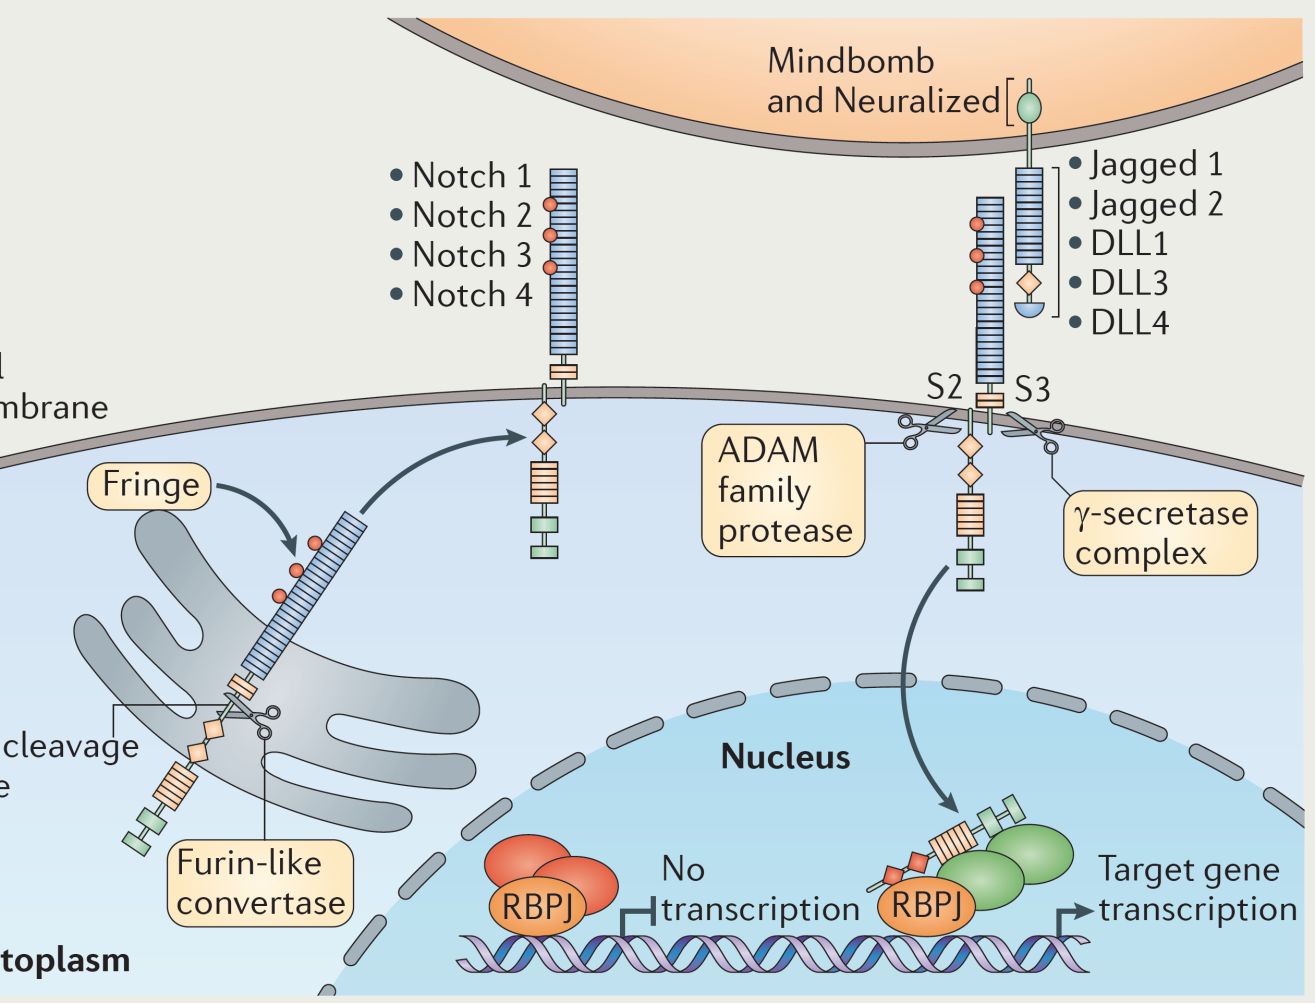 Mindbomb
and Neuralized
Notch 1
Notch 2
Notch 3
Notch 4
Jagged 1
Jagged 2
DLL1
DLL3
DLL4
l
mbrane
S2
S3
Fringe
ADAM
family
protease
γ-secretase
complex
cleavage
e
Nucleus
Furin-like
convertase
No
transcription
RBPJ
RBPJ
Target gene
transcription
toplasm